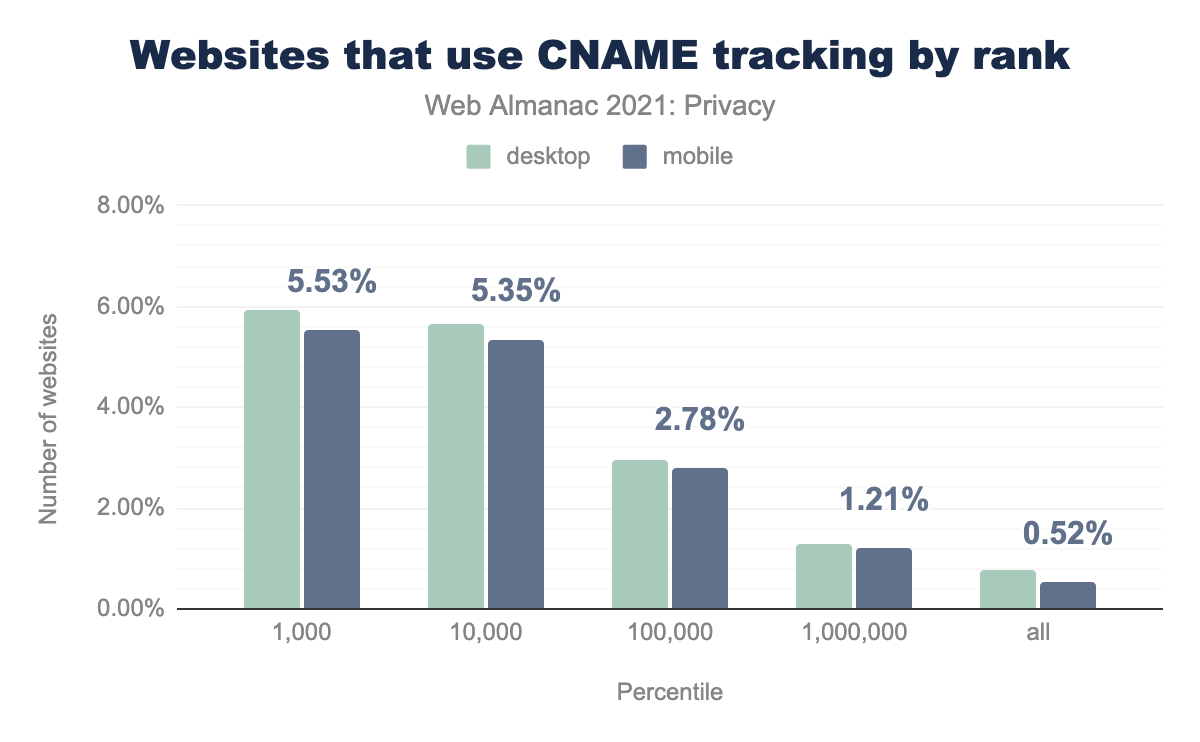 Websites that use CNAME tracking by rank
Web Almanac 2021: Privacy
desktop mobile
8.00%
6.00%
4.00%
2.00%
0.00%
Number of websites
5.53%
5.35%
2.78%
1.21%
0.52%
1,000 10,000 100,000 1,000,000 all
Percentile